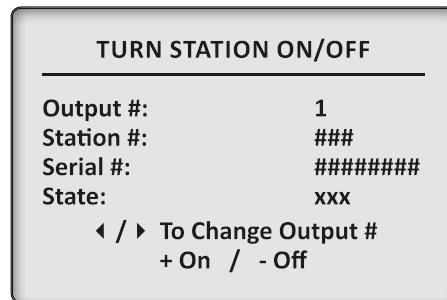 TURN STATION ON/OFF
Output #: 1
Station #: ###
Serial #: ########
State: xxx
◀ / ▶ To Change Output #
+ On / - Off